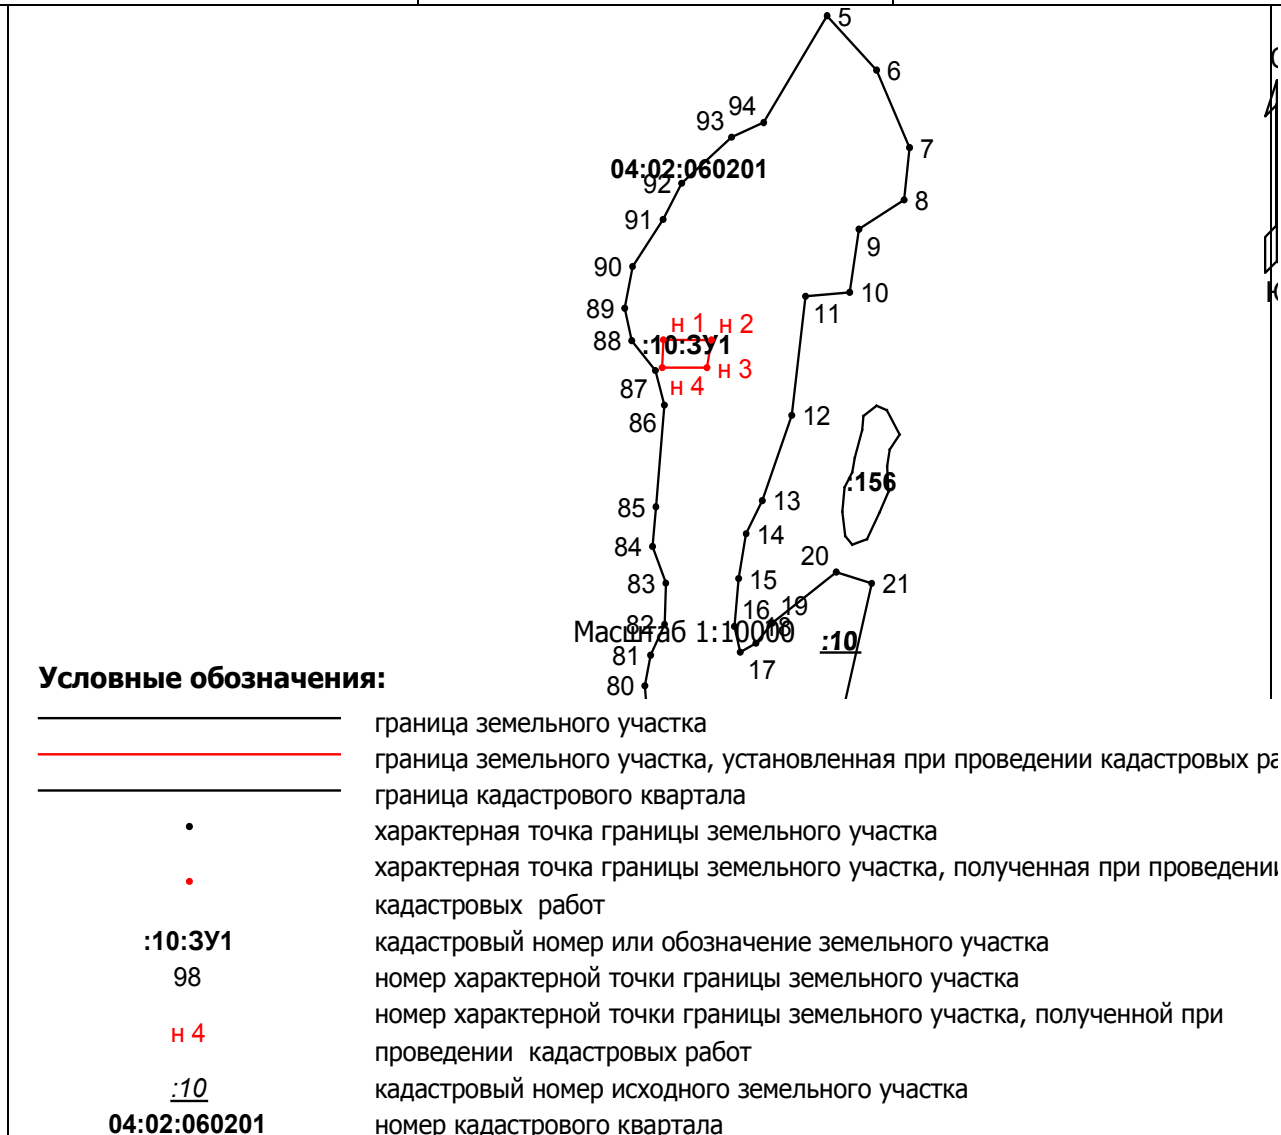 5
6
94
93
7
04:02:060201
92
8
91
9
90
10
89
11
н 1 н 2
88
:10:ЗУ1
н 3
87
н 4
86
12
:156
85
13
14
84
20
15
83
21
19
16
82
18
Масштаб 1:10000
:10
81
17
Условные обозначения:
80
граница земельного участка
граница земельного участка, установленная при проведении кадастровых ра
граница кадастрового квартала
характерная точка границы земельного участка
характерная точка границы земельного участка, полученная при проведении
кадастровых работ
:10:ЗУ1 кадастровый номер или обозначение земельного участка
98 номер характерной точки границы земельного участка
номер характерной точки границы земельного участка, полученной при
н 4
проведении кадастровых работ
:10 кадастровый номер исходного земельного участка
04:02:060201 номер кадастрового квартала